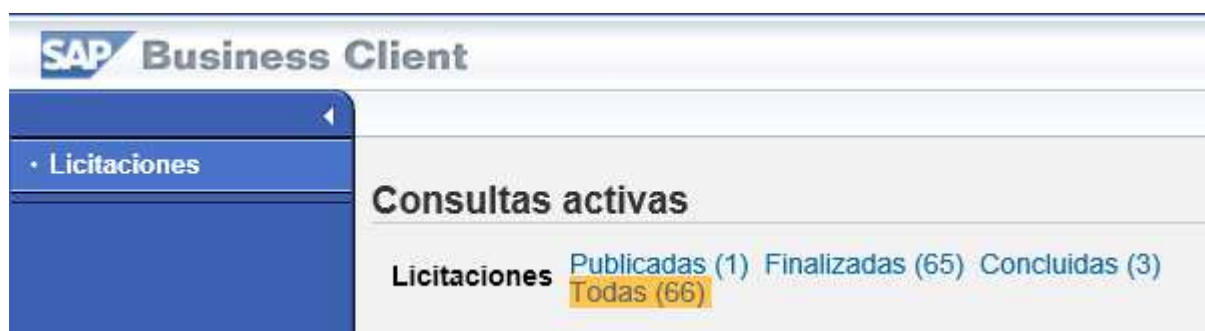 SAP Business Client
· Licitaciones
Consultas activas
Licitaciones Publicadas (1) Finalizadas (65) Concluidas (3)
Todas (66)